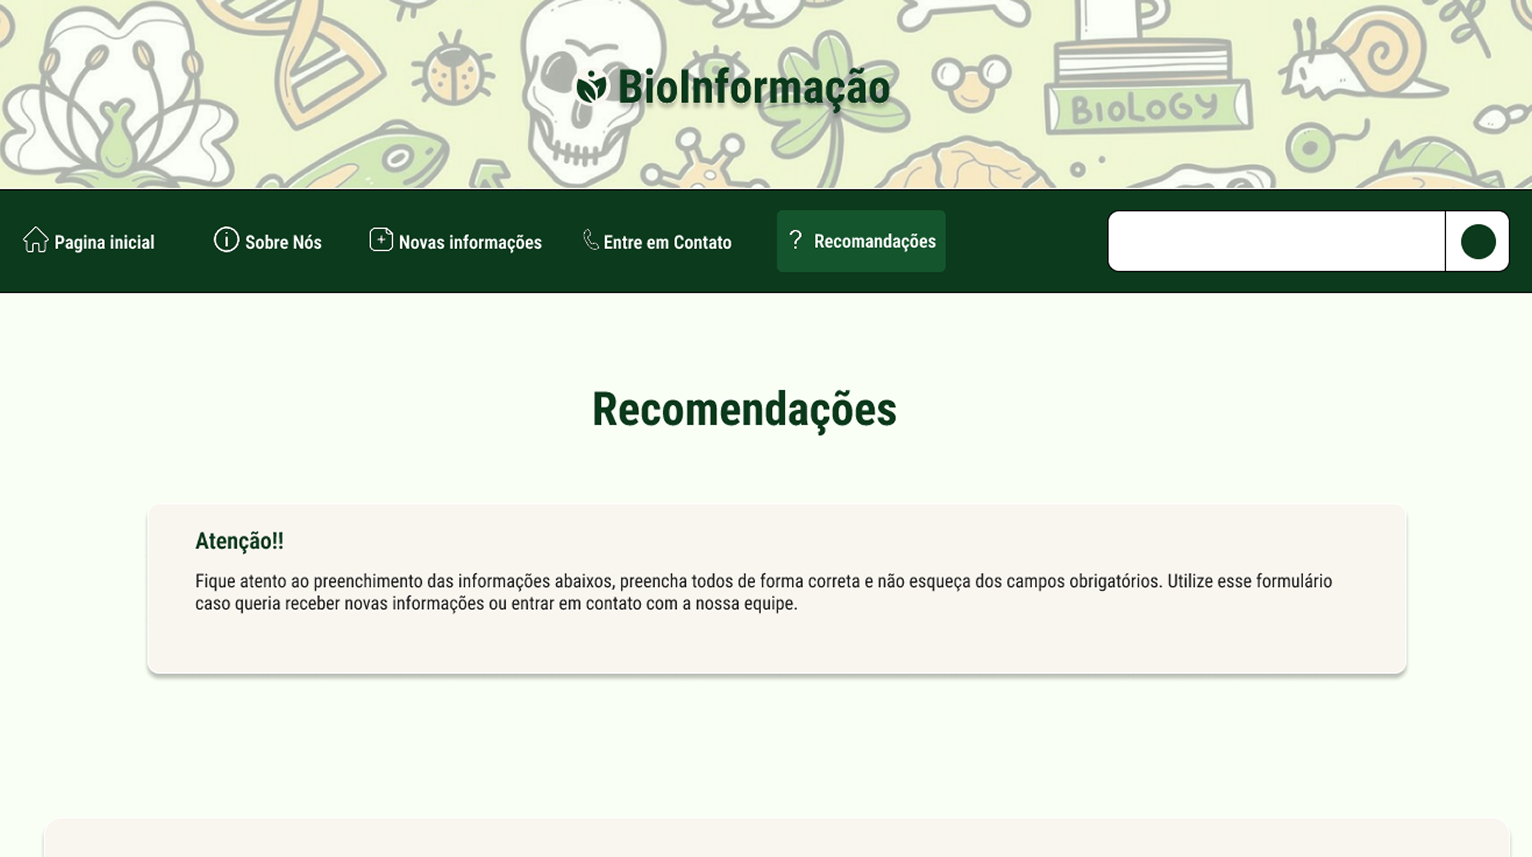 BioInformação
BIOLOGY
Pagina inicial
Sobre Nós
Novas informações
Entre em Contato
? Recomandações
Recomendações
Atenção!!
Fique atento ao preenchimento das informações abaixos, preencha todos de forma correta e não esqueça dos campos obrigatórios. Utilize esse formulário
caso queria receber novas informações ou entrar em contato com a nossa equipe.